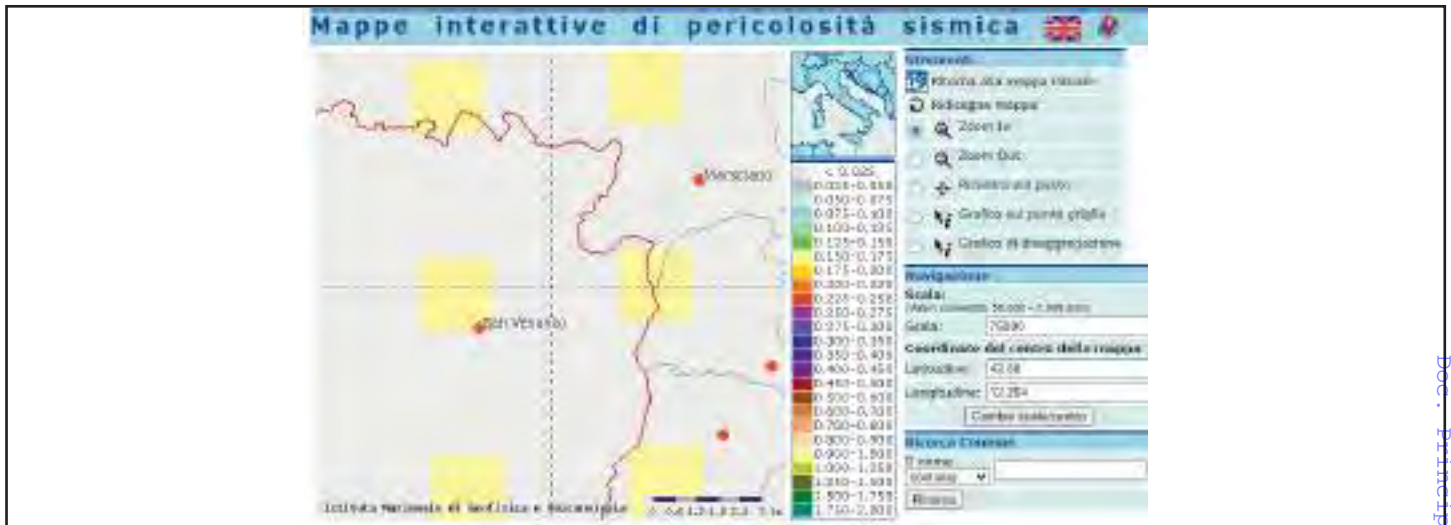 Mappe interattive di pericolosità sismica
Strumenti
Ritorna alla mappa iniziale
Ridisegna mappa
Zoom In
Zoom Out
Ricentra sul punto
Grafico sul punto griglia
Grafico di disaggregazione
Navigazione
Scala:
Scala: 75000
Coordinate del centro della mappa
Latitudine:
Longitudine:
Ricerca Comune:
Il nome
Ricerca
Marsciano
San Venanzo
< 0.025
0.025-0.050
0.050-0.075
0.075-0.100
0.100-0.125
0.125-0.150
0.150-0.175
0.175-0.200
0.200-0.225
0.225-0.250
0.250-0.275
0.275-0.300
0.300-0.350
0.350-0.400
0.400-0.450
0.450-0.500
0.500-0.600
0.600-0.700
0.700-0.800
0.800-0.900
0.900-1.000
1.000-1.250
1.250-1.500
1.500-1.750
1.750-2.000
Istituto Nazionale di Geofisica e Vulcanologia
Doc. Princip